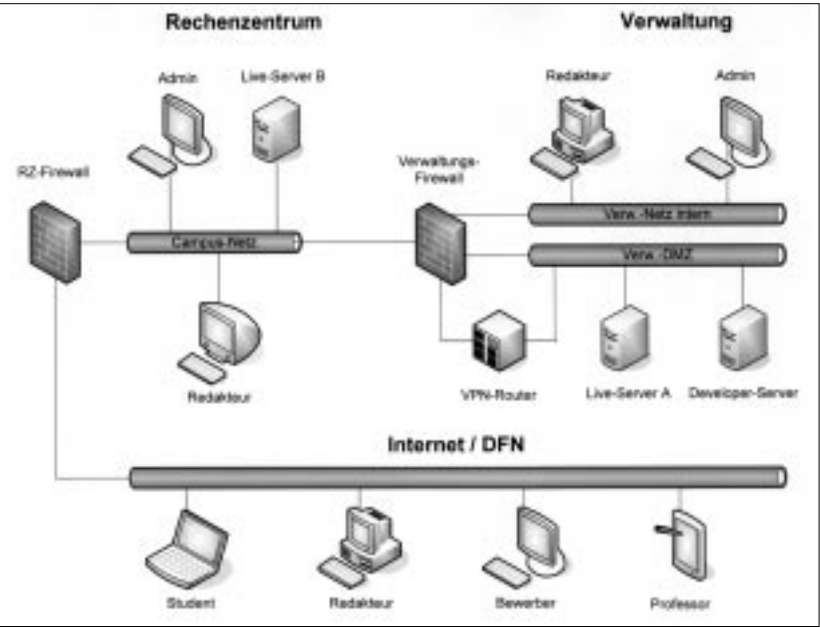 Rechenzentrum
Verwaltung
Admin
Live-Server B
Redakteur
Admin
RZ-Firewall
Verwaltungs-
Firewall
Verw.-Netz Intern
Campus-Netz
Verw.-DMZ
Redakteur
VPN-Router
Live-Server A
Developer-Server
Internet / DFN
Student
Redakteur
Bewerber
Professor